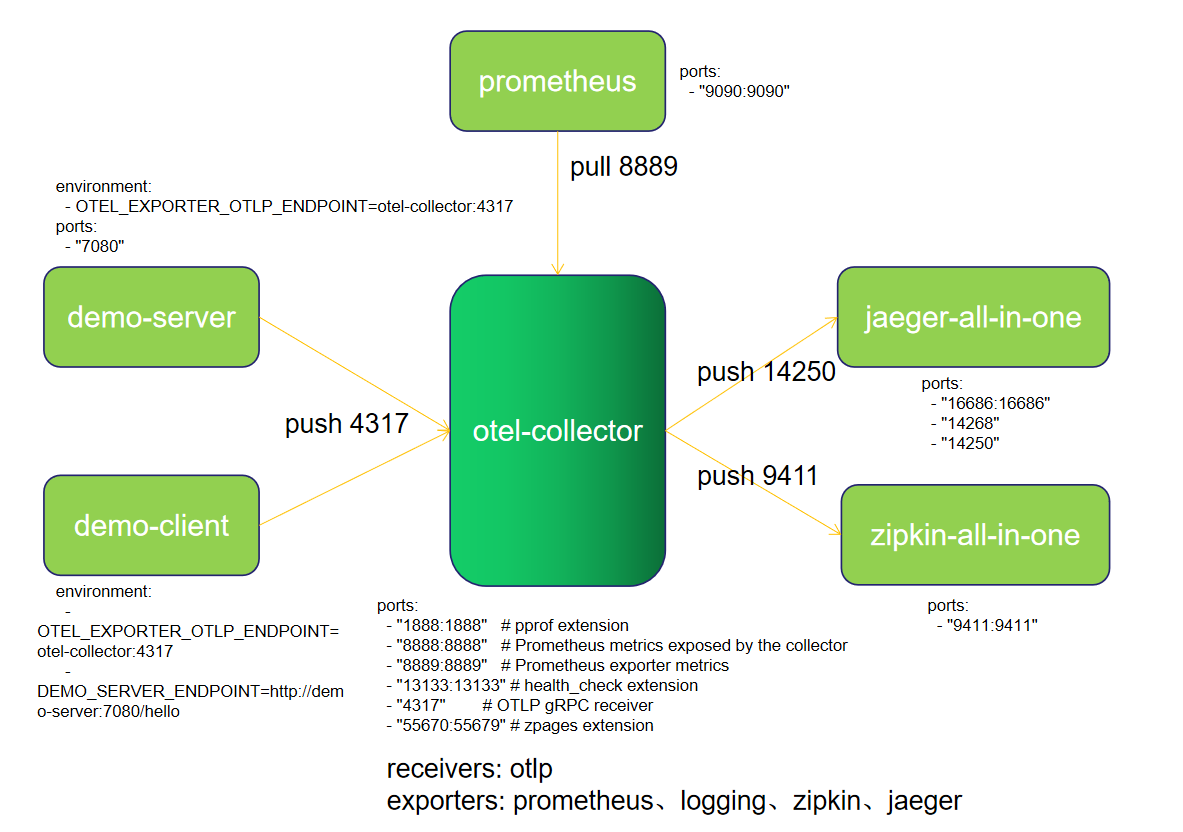 prometheus
ports:
- "9090:9090"
pull 8889
environment:
- OTEL_EXPORTER_OTLP_ENDPOINT=otel-collector:4317
ports:
- "7080"
demo-server
jaeger-all-in-one
push 14250
ports:
- "16686:16686"
- "14268"
- "14250"
push 4317
otel-collector
push 9411
demo-client
zipkin-all-in-one
environment:
-
OTEL_EXPORTER_OTLP_ENDPOINT=
otel-collector:4317
-
DEMO_SERVER_ENDPOINT=http://dem
o-server:7080/hello
ports:
- "1888:1888" # pprof extension
- "8888:8888" # Prometheus metrics exposed by the collector
- "8889:8889" # Prometheus exporter metrics
- "13133:13133" # health_check extension
- "4317" # OTLP gRPC receiver
- "55670:55679" # zpages extension
ports:
- "9411:9411"
receivers: otlp
exporters: prometheus、logging、zipkin、jaeger